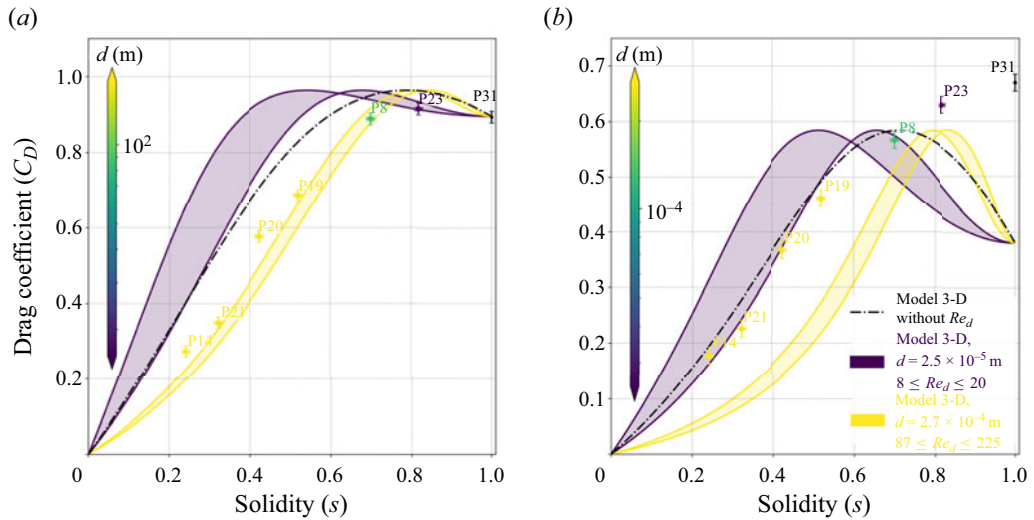 (a)
(b)
d (m)
1.0
0.8
0.6
0.4
0.2
10²
P31
P23
P8
P19
P20
P21
P14
Drag coefficient (C_D)
0
0.2
0.4
0.6
0.8
1.0
Solidity (s)
d (m)
0.7
0.6
0.5
0.4
0.3
0.2
0.1
0
10⁻⁴
P31
P23
P8
P19
P20
P21
P14
Model 3-D
without Re_d
Model 3-D,
d = 2.5 × 10⁻⁵ m
8 ≤ Re_d ≤ 20
Model 3-D,
d = 2.7 × 10⁻⁴ m
87 ≤ Re_d ≤ 225
0
0.2
0.4
0.6
0.8
1.0
Solidity (s)